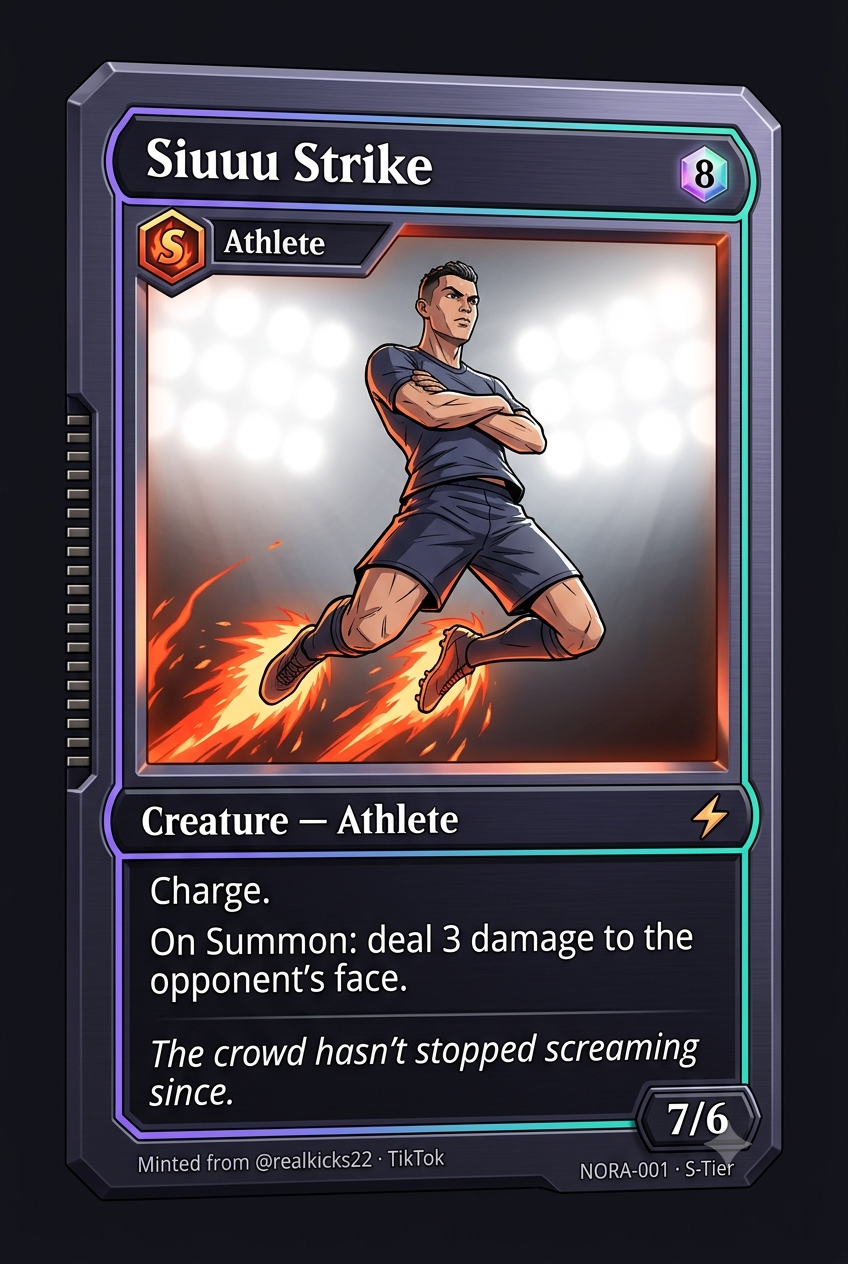 Siuuu Strike
8
S
Athlete
Creature — Athlete
Charge.
On Summon: deal 3 damage to the
opponent's face.
The crowd hasn't stopped screaming
since.
7/6
Minted from @realkicks22 · TikTok
NORA-001 · S-Tier